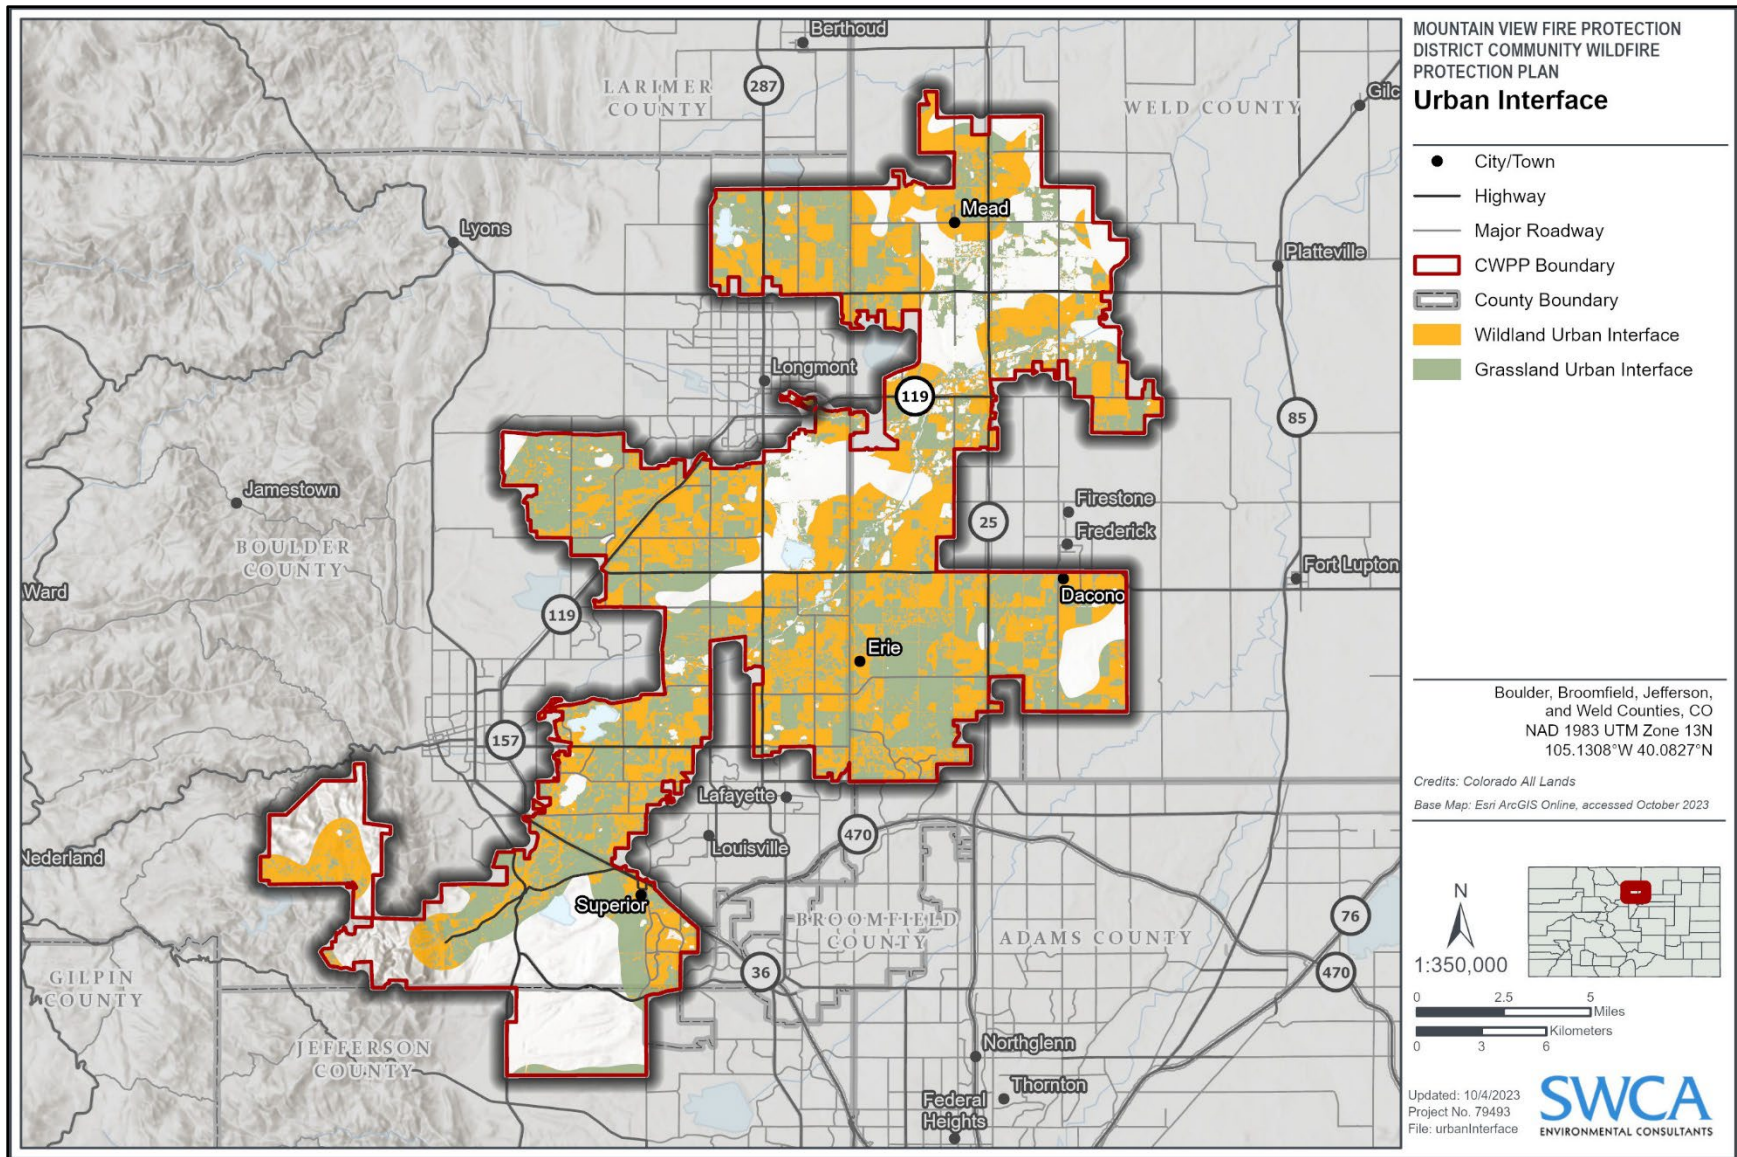 Berthoud
287
LARIMER
COUNTY
WELD COUNTY
Gilc
Mead
Lyons
Platteville
Longmont
119
85
Jamestown
Firestone
25
Frederick
BOULDER
COUNTY
Fort Lupton
Ward
Dacono
119
Erie
157
Lafayette
470
Louisville
Nederland
Superior
BROOMFIELD
COUNTY
ADAMS COUNTY
76
36
470
GILPIN
COUNTY
JEFFERSON
COUNTY
Northglenn
Thornton
Federal
Heights
MOUNTAIN VIEW FIRE PROTECTION
DISTRICT COMMUNITY WILDFIRE
PROTECTION PLAN
Urban Interface
City/Town
Highway
Major Roadway
CWPP Boundary
County Boundary
Wildland Urban Interface
Grassland Urban Interface
Boulder, Broomfield, Jefferson,
and Weld Counties, CO
NAD 1983 UTM Zone 13N
105.1308°W 40.0827°N
Credits: Colorado All Lands
Base Map: Esri ArcGIS Online, accessed October 2023
N
1:350,000
0 2.5 5
Miles
Kilometers
0 3 6
Updated: 10/4/2023
Project No. 79493
File: urbanInterface
SWCA
ENVIRONMENTAL CONSULTANTS